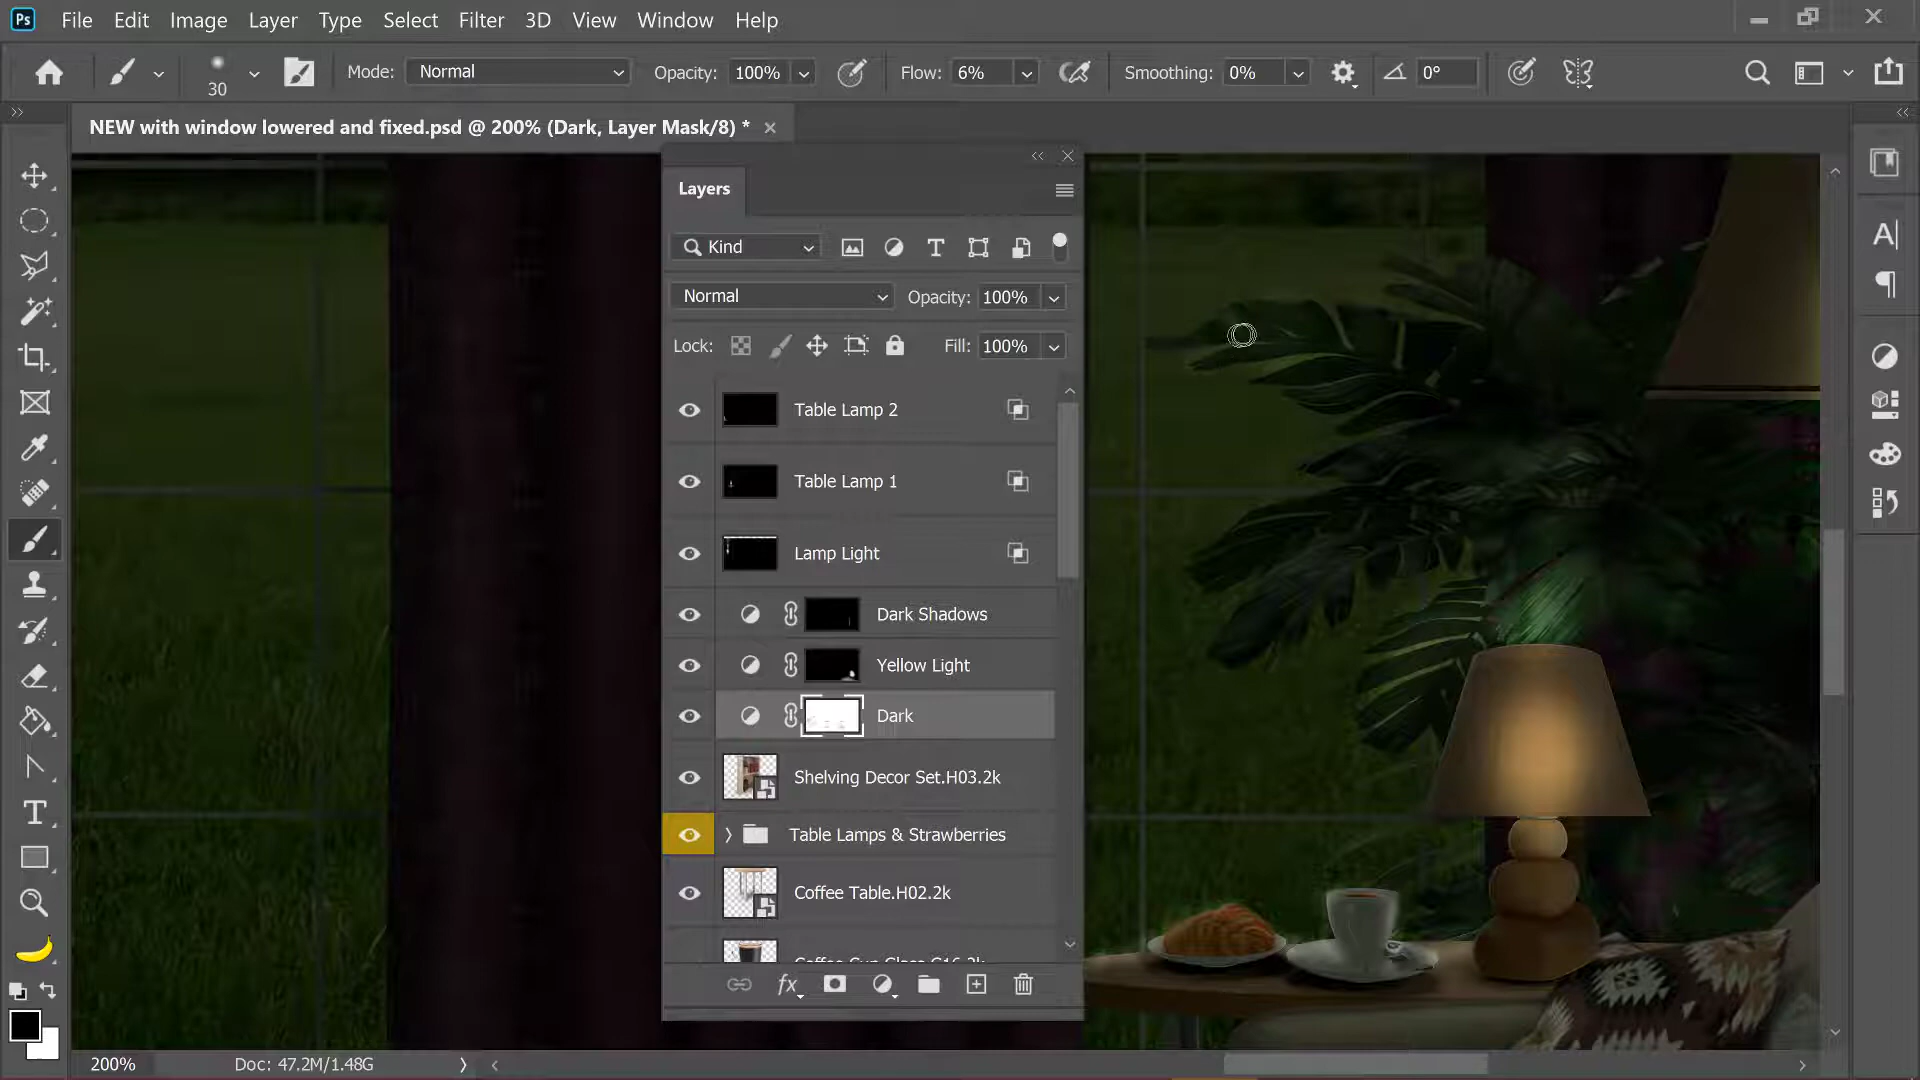 Ps File Edit Image Layer Type Select Filter 3D View Window Help
30 Mode: Normal Opacity: 100% Flow: 6% Smoothing: 0% 0°
NEW with window lowered and fixed.psd @ 200% (Dark, Layer Mask/8) *
Layers
Kind
Normal Opacity: 100%
Lock: Fill: 100%
Table Lamp 2
Table Lamp 1
Lamp Light
Dark Shadows
Yellow Light
Dark
Shelving Decor Set.H03.2k
Table Lamps & Strawberries
Coffee Table.H02.2k
fx
200% Doc: 47.2M/1.48G